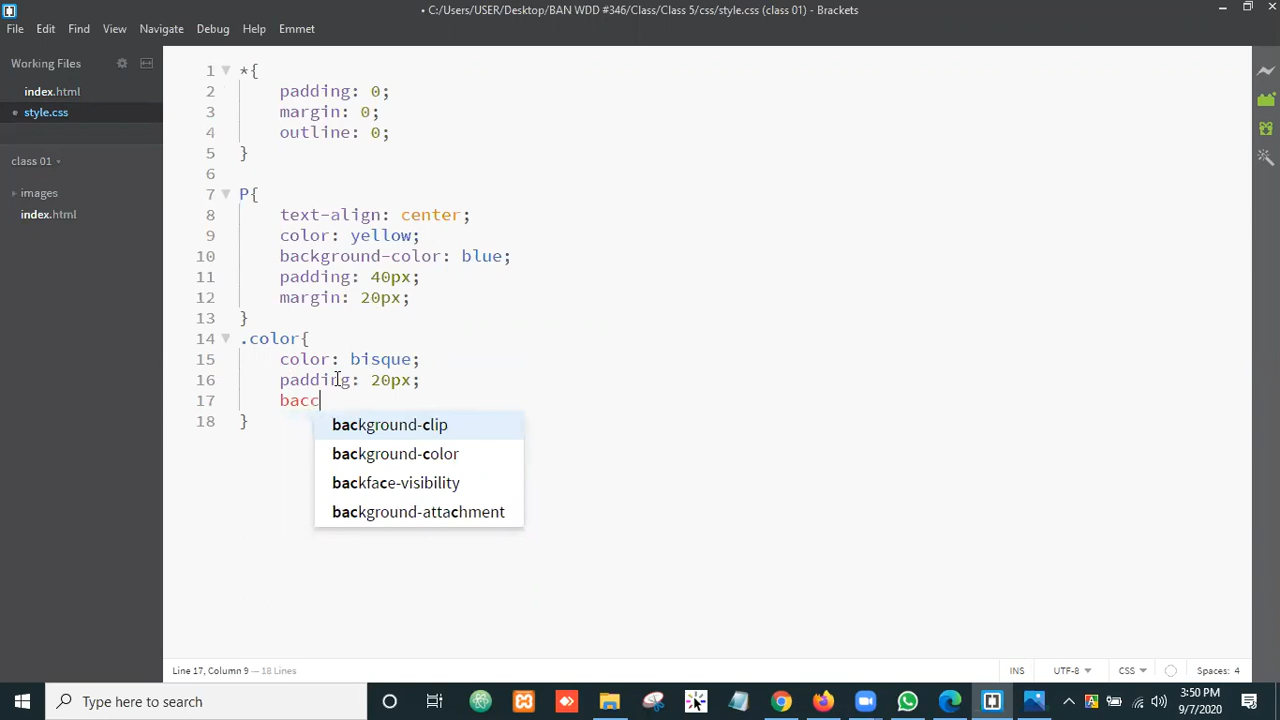 • C:/Users/USER/Desktop/BAN WDD #346/Class/Class 5/css/style.css (class 01) - Brackets
File Edit Find View Navigate Debug Help Emmet
Working Files
index.html
style.css
class 01
images
index.html
1 *{
2 padding: 0;
3 margin: 0;
4 outline: 0;
5 }
6
7 P{
8 text-align: center;
9 color: yellow;
10 background-color: blue;
11 padding: 40px;
12 margin: 20px;
13 }
14 .color{
15 color: bisque;
16 padding: 20px;
17 bacc
18 }
background-clip
background-color
backface-visibility
background-attachment
Line 17, Column 9 — 18 Lines
INS UTF-8 CSS Spaces: 4
Type here to search
3:50 PM
9/7/2020